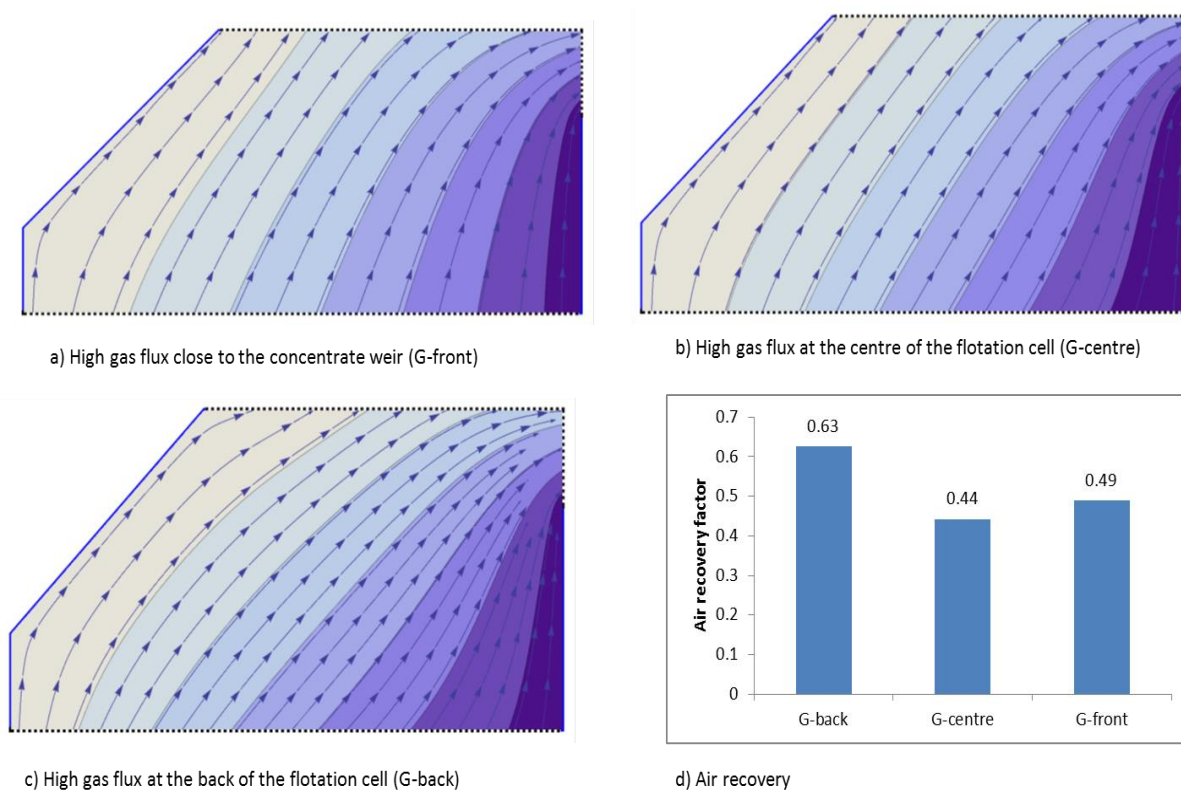 a) High gas flux close to the concentrate weir (G-front)
b) High gas flux at the centre of the flotation cell (G-centre)
c) High gas flux at the back of the flotation cell (G-back)
0.7
0.6
0.5
0.4
0.3
0.2
0.1
0
Air recovery factor
0.63
0.44
0.49
G-back
G-centre
G-front
d) Air recovery